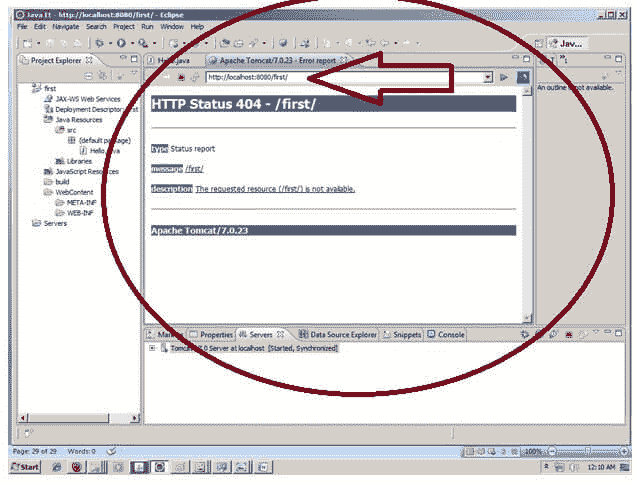 Java EE - http://localhost:8080/first/ - Eclipse
File Edit Navigate Search Project Run Window Help
Java...
Project Explorer
Hello.java
Apache Tomcat/7.0.23 - Error report
http://localhost:8080/first/
An outline is not available.
first
JAX-WS Web Services
Deployment Descriptor: first
Java Resources
src
(default package)
Hello.java
Libraries
JavaScript Resources
build
WebContent
META-INF
WEB-INF
Servers
HTTP Status 404 - /first/
type Status report
message /first/
description The requested resource (/first/) is not available.
Apache Tomcat/7.0.23
Properties
Servers
Data Source Explorer
Snippets
Console
Server at localhost [Started, Synchronized]
Page: 29 of 29 Words: 0
100%
Start
12:10 AM